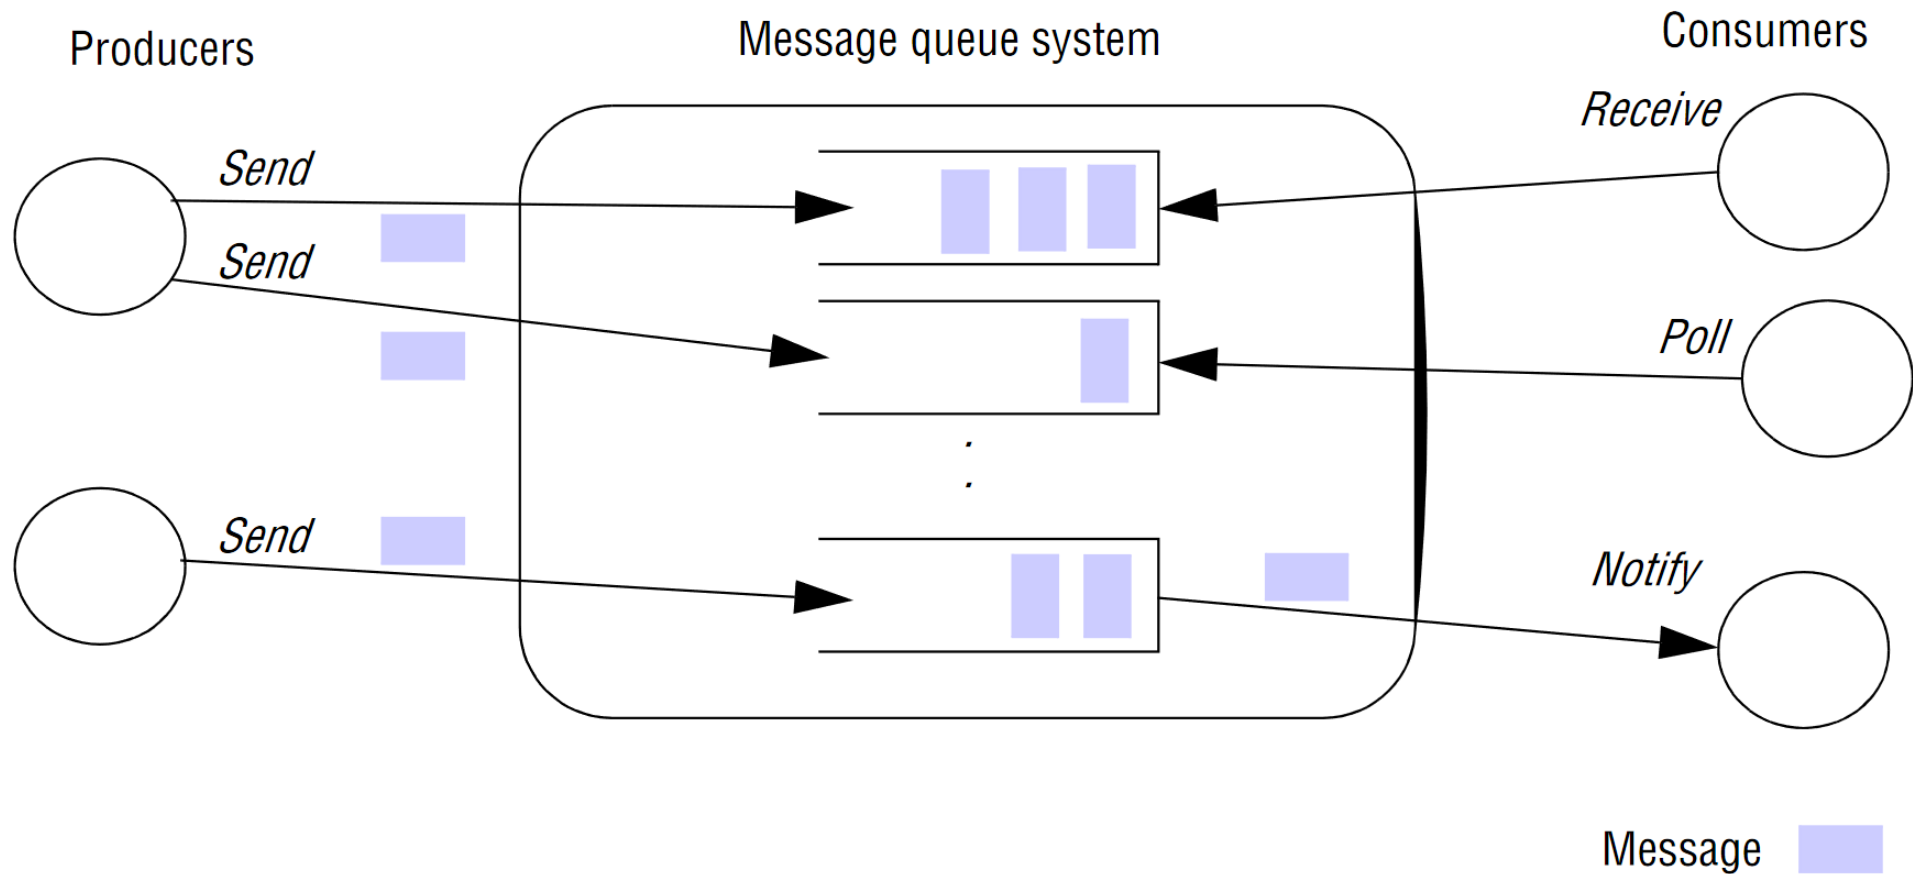 Producers
Message queue system
Consumers
Receive
Send
Send
Poll
:
Send
Notify
Message